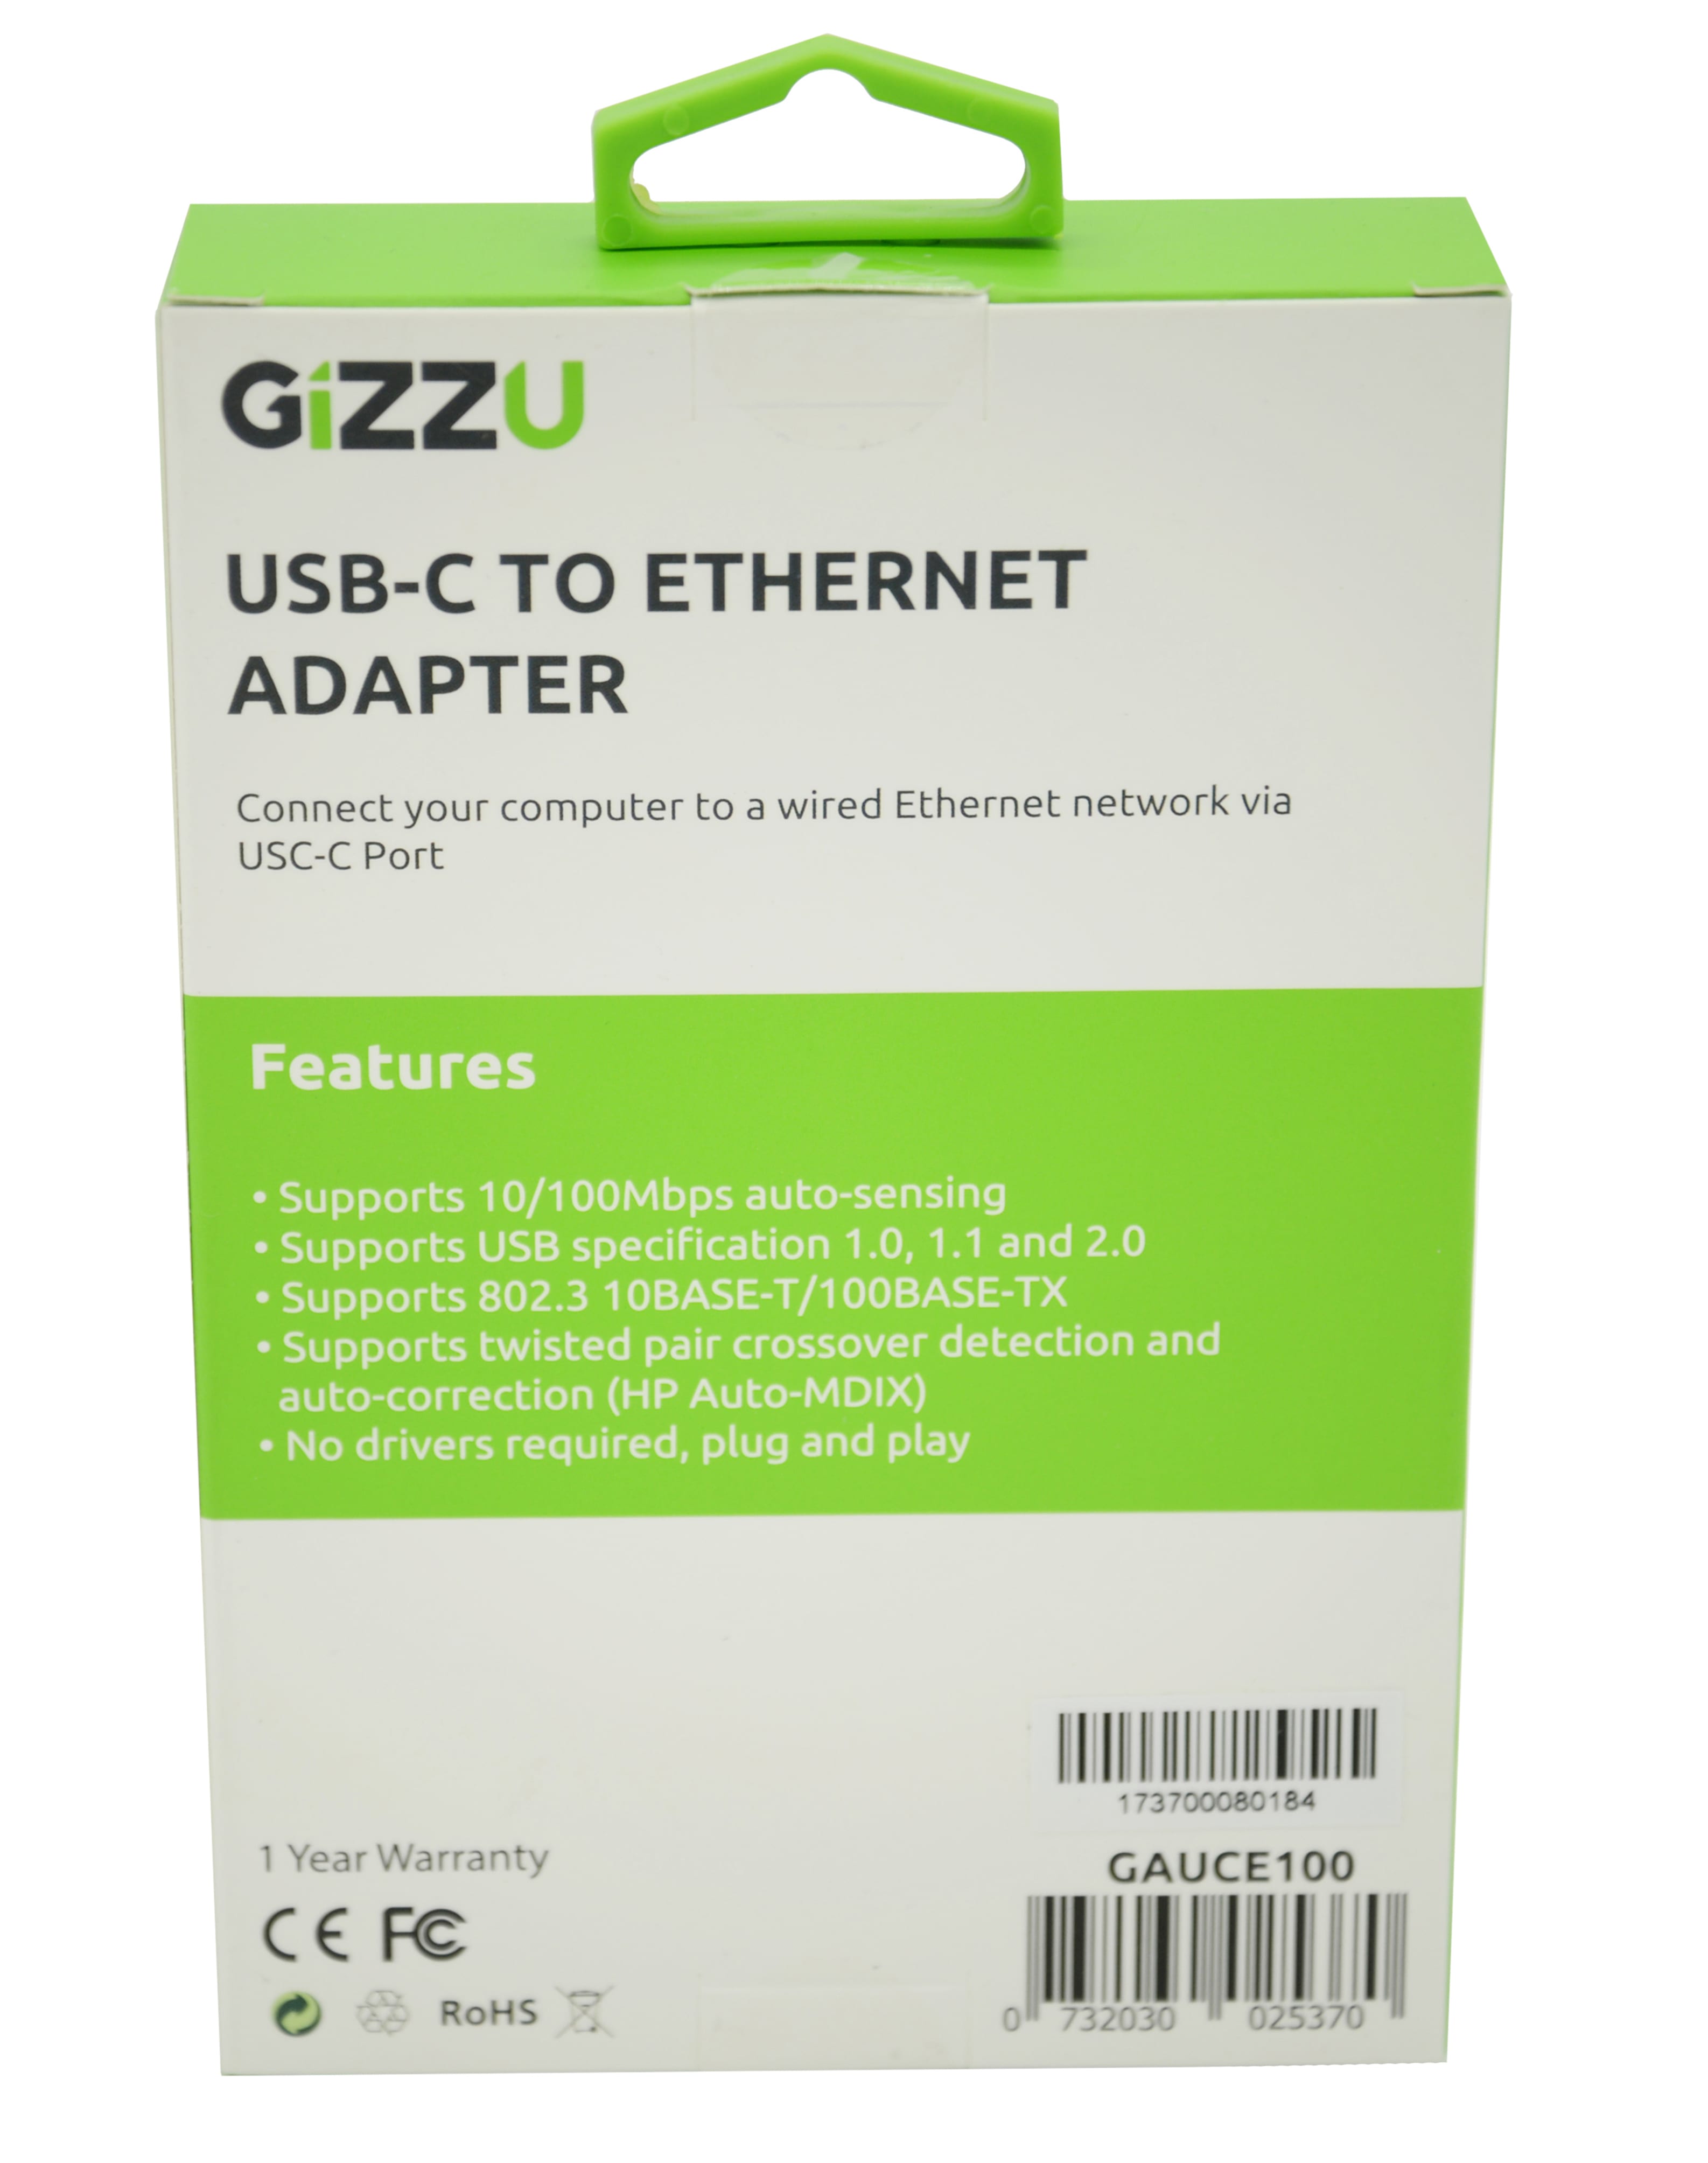 GiZZU
USB-C TO ETHERNET
ADAPTER
Connect your computer to a wired Ethernet network via
USC-C Port
Features
• Supports 10/100Mbps auto-sensing
• Supports USB specification 1.0, 1.1 and 2.0
• Supports 802.3 10BASE-T/100BASE-TX
• Supports twisted pair crossover detection and
auto-correction (HP Auto-MDIX)
• No drivers required, plug and play
173700080184
GAUCE100
0 732030 025370
1 Year Warranty
CE FC
RoHS